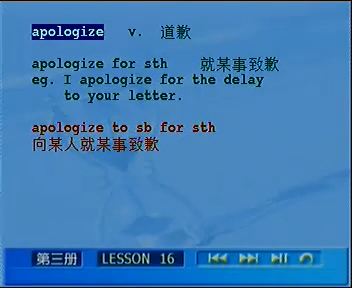 apologize v. 道歉
apologize for sth 就某事致歉
eg. I apologize for the delay
to your letter.
apologize to sb for sth
向某人就某事致歉
第三册 LESSON 16